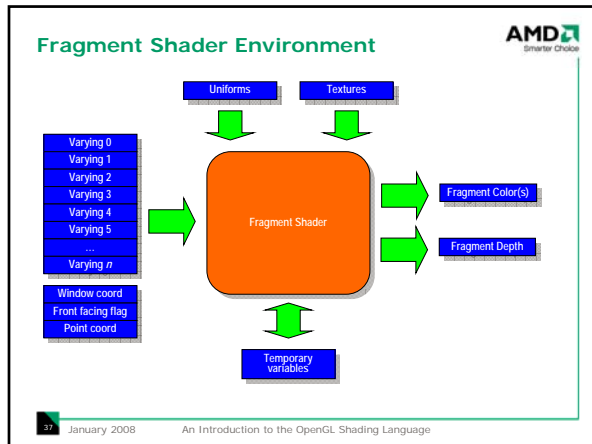 Fragment Shader Environment
AMD
Smarter Choice
Uniforms
Textures
Varying 0
Varying 1
Varying 2
Varying 3
Varying 4
Varying 5
...
Varying n
Window coord
Front facing flag
Point coord
Fragment Shader
Fragment Color(s)
Fragment Depth
Temporary
variables
37 January 2008 An Introduction to the OpenGL Shading Language